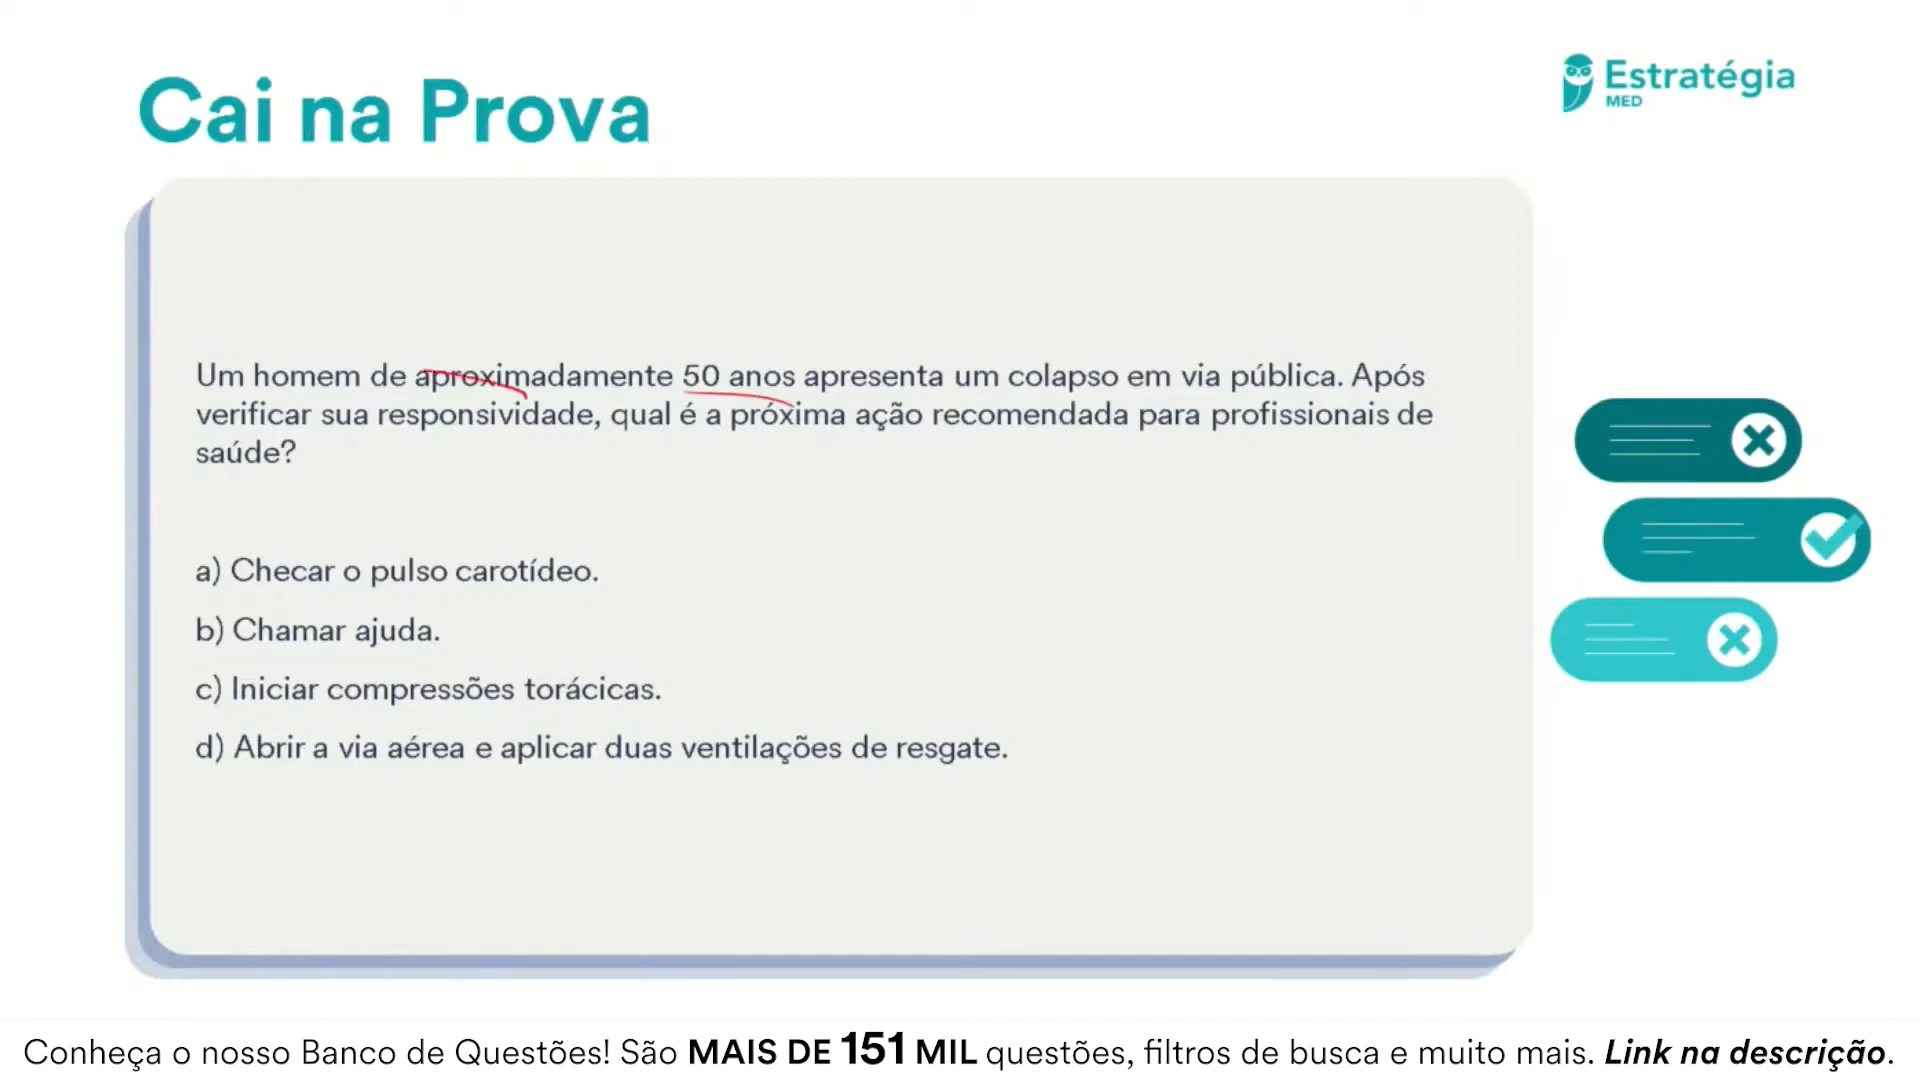 Cai na Prova
Estratégia
MED
Um homem de aproximadamente 50 anos apresenta um colapso em via pública. Após
verificar sua responsividade, qual é a próxima ação recomendada para profissionais de
saúde?
a) Checar o pulso carotídeo.
b) Chamar ajuda.
c) Iniciar compressões torácicas.
d) Abrir a via aérea e aplicar duas ventilações de resgate.
Conheça o nosso Banco de Questões! São MAIS DE 151 MIL questões, filtros de busca e muito mais. Link na descrição.